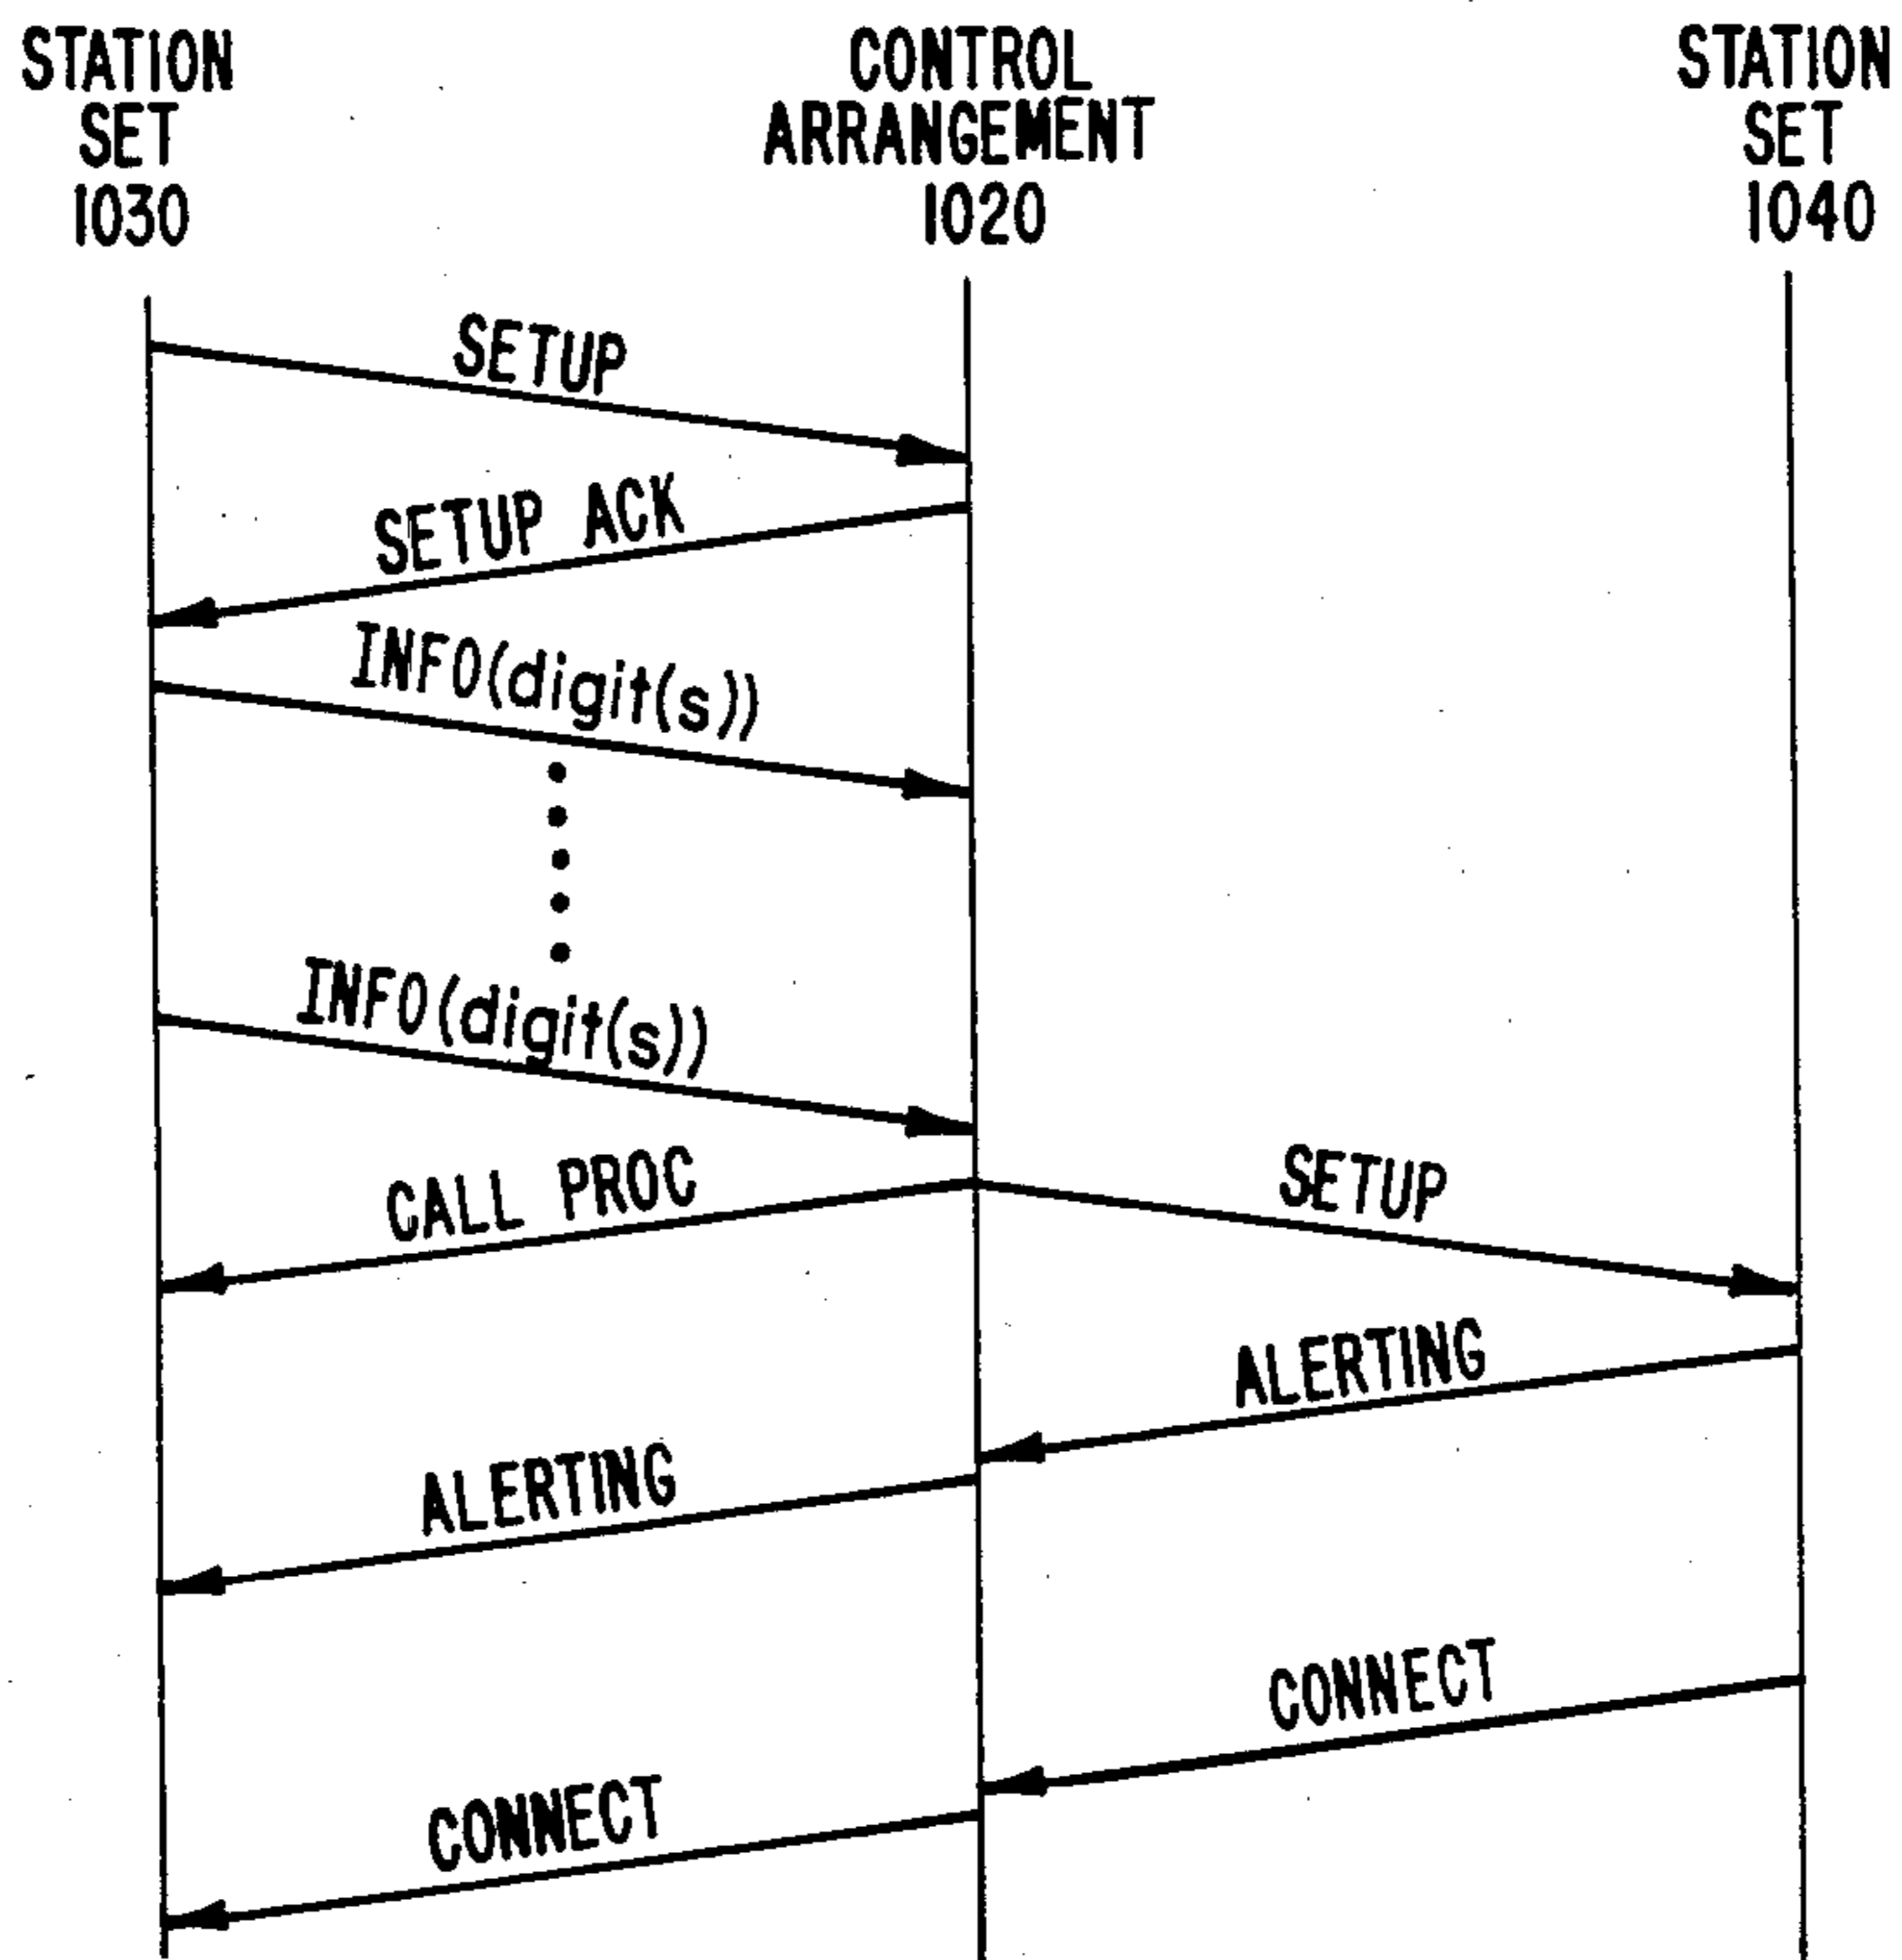 STATION
SET
1030
CONTROL
ARRANGEMENT
1020
STATION
SET
1040
SETUP
SETUP ACK
INFO(digit(s))
INFO(digit(s))
CALL PROC
SETUP
ALERTING
ALERTING
CONNECT
CONNECT